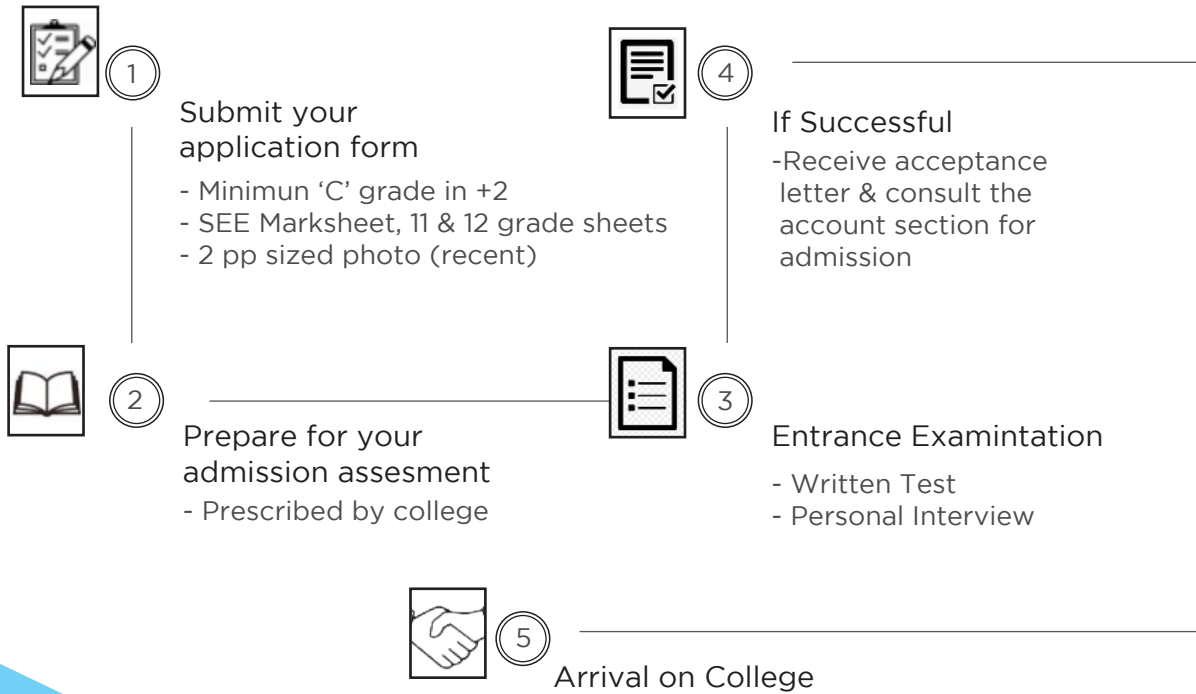 1
Submit your
application form
- Minimun ‘C’ grade in +2
- SEE Marksheet, 11 & 12 grade sheets
- 2 pp sized photo (recent)
2
Prepare for your
admission assesment
- Prescribed by college
3
Entrance Examintation
- Written Test
- Personal Interview
4
If Successful
-Receive acceptance
letter & consult the
account section for
admission
5
Arrival on College